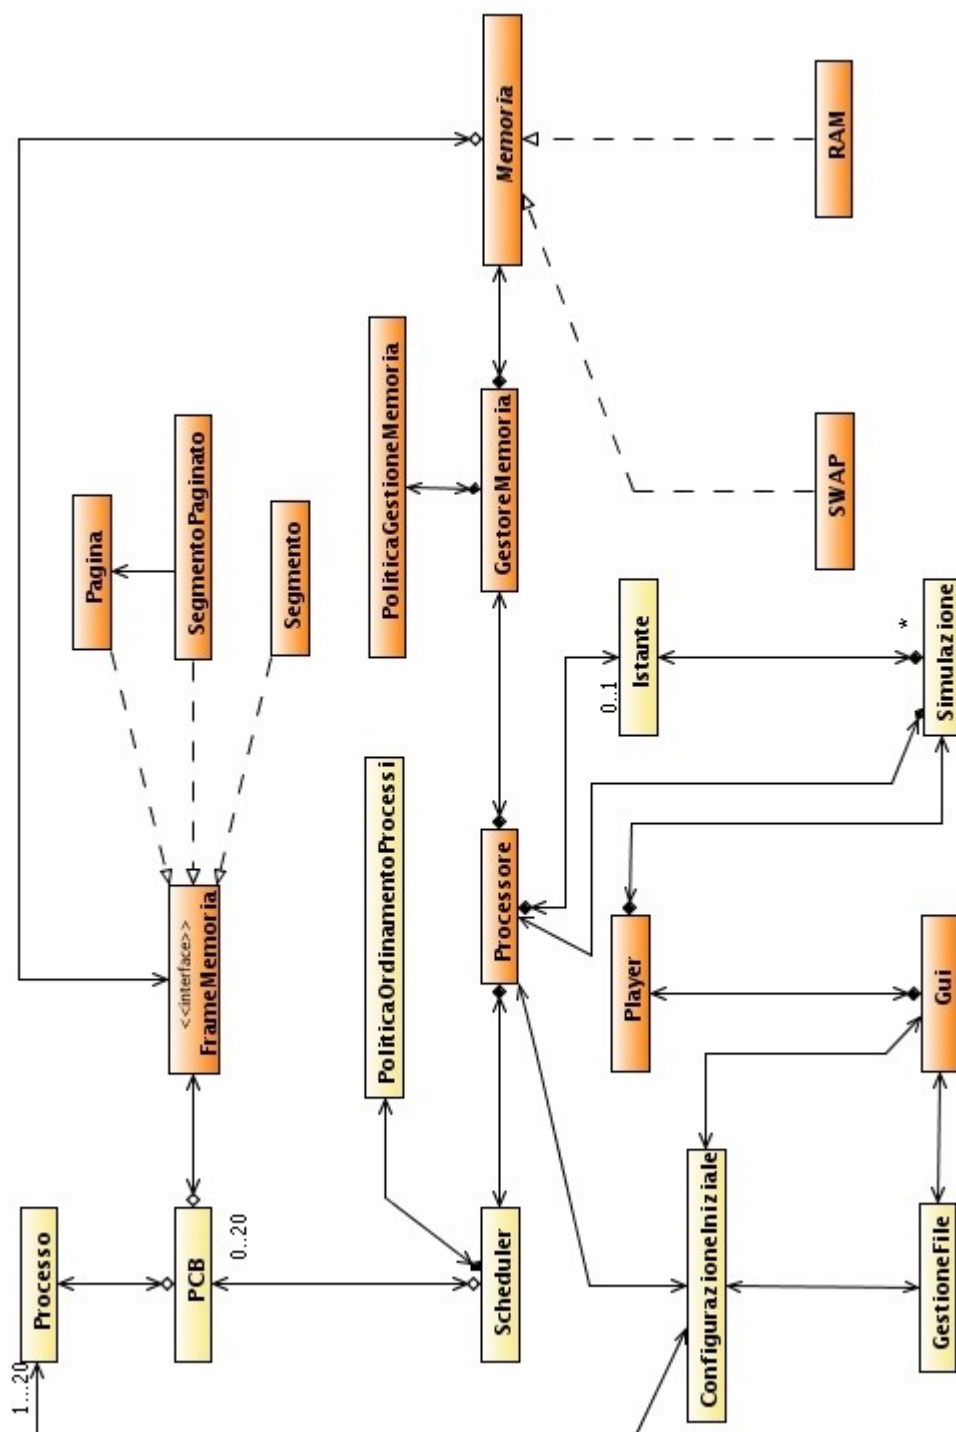 Memoria
RAM
Pagina
SegmentoPaginato
Segmento
PoliticaGestioneMemoria
GestoreMemoria
SWAP
Istante
0..1
*
Simulazione
<<interface>>
FrameMemoria
PoliticaOrdinamentoProcessi
Processore
Player
Gui
Processo
1...20
PCB
0..20
Scheduler
ConfigurazioneIniziale
GestioneFile